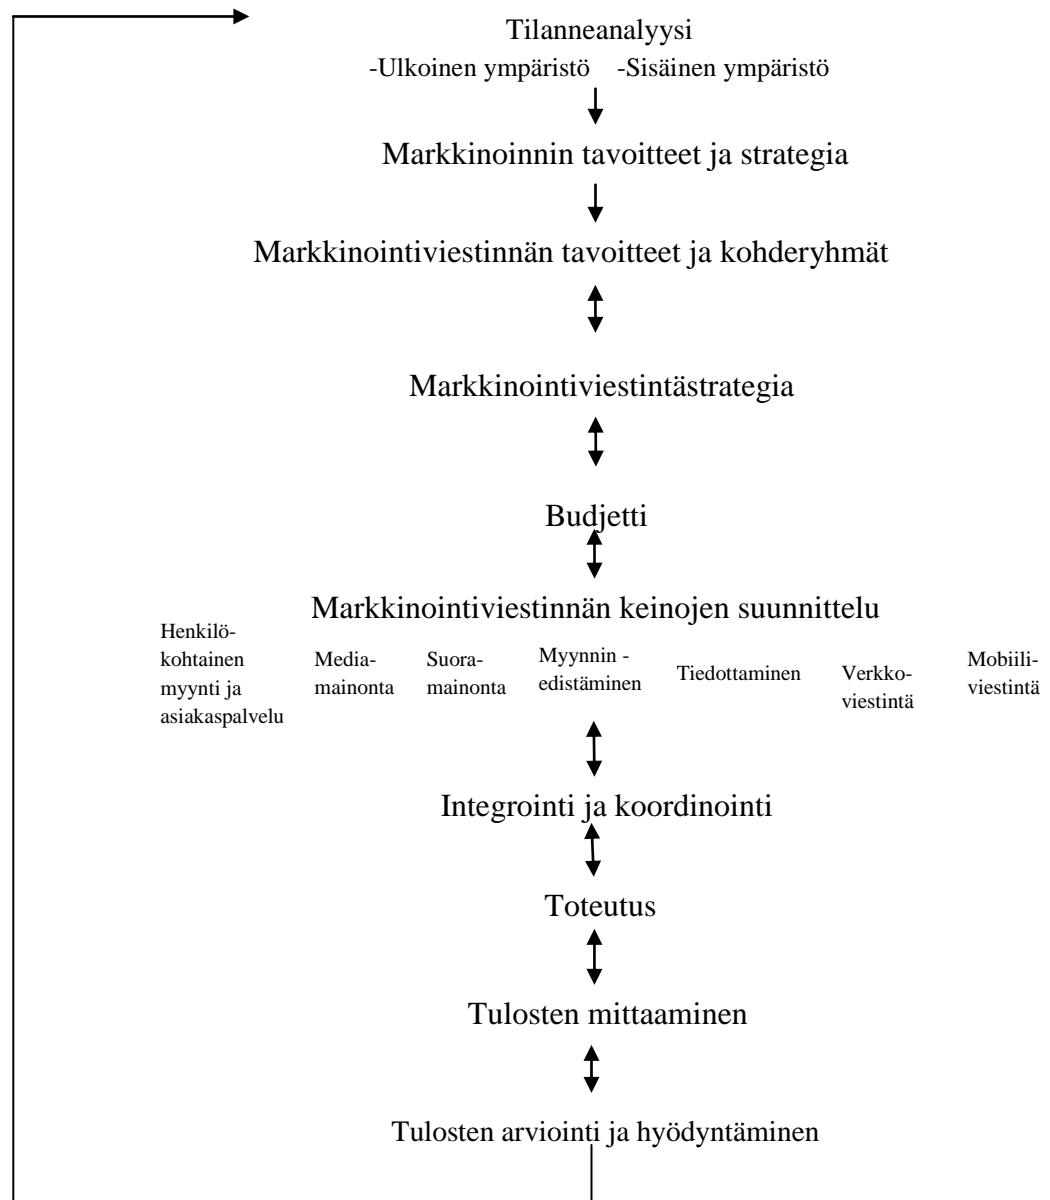 Tilanneanalyysi
-Ulkoinen ympäristö -Sisäinen ympäristö
Markkinoinnin tavoitteet ja strategia
Markkinointiviestinnän tavoitteet ja kohderyhmät
Markkinointiviestintästrategia
Budjetti
Markkinointiviestinnän keinojen suunnittelu
Henkilö-
kohtainen
myynti ja
asiakaspalvelu
Media-
mainonta
Suora-
mainonta
Myynnin -
edistäminen
Tiedottaminen
Verkko-
viestintä
Mobiili-
viestintä
Integrointi ja koordinointi
Toteutus
Tulosten mittaaminen
Tulosten arviointi ja hyödyntäminen